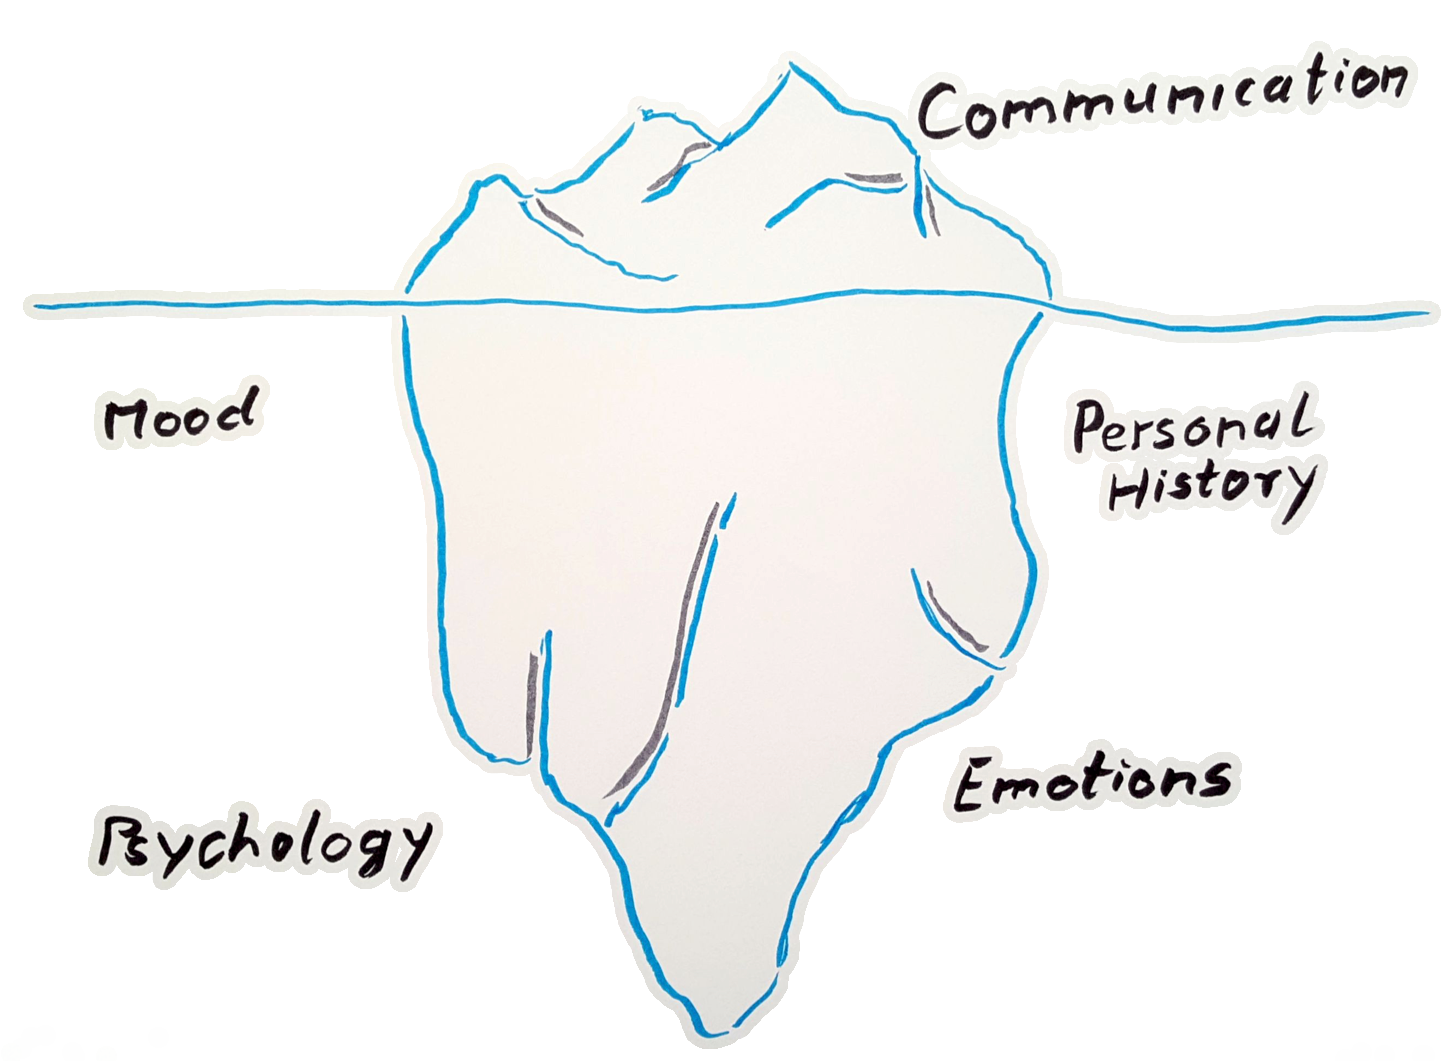 Communication
Mood
Personal
History
Emotions
Psychology